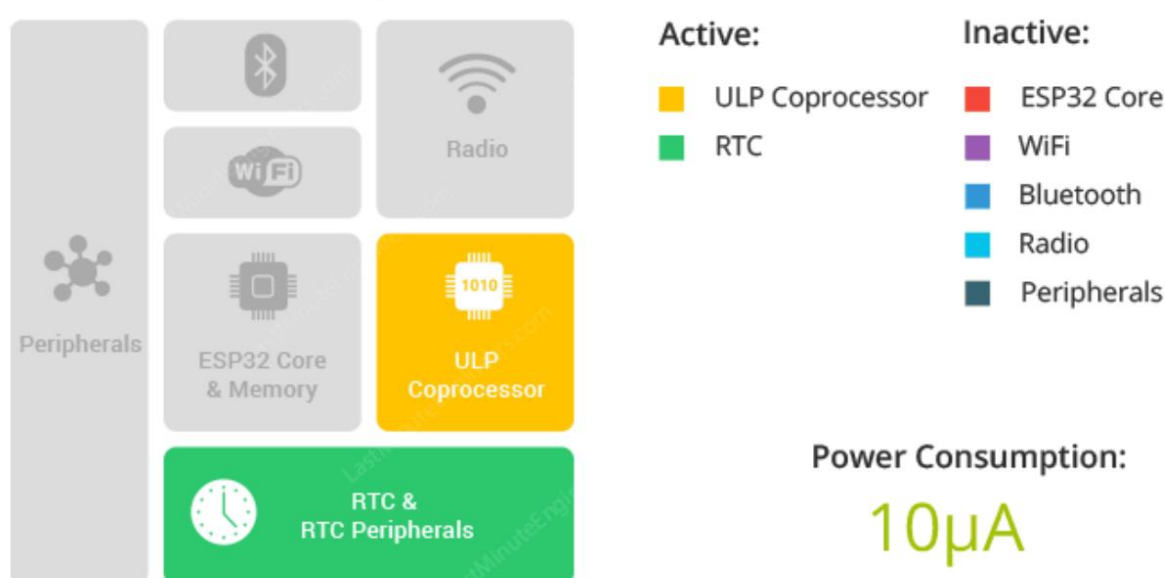 Active:
ULP Coprocessor
RTC
Inactive:
ESP32 Core
WiFi
Bluetooth
Radio
Peripherals
Peripherals
WiFi
Radio
ESP32 Core
& Memory
1010
ULP
Coprocessor
RTC &
RTC Peripherals
Power Consumption:
10μA